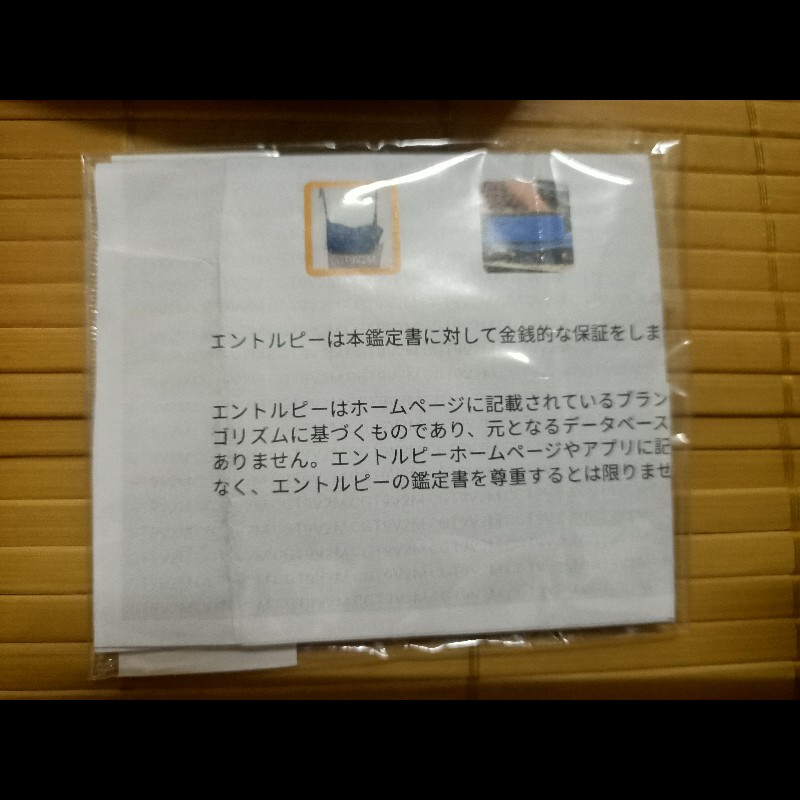 エントルピーは本鑑定書に対して金銭的な保証をしま
エントルピーはホームページに記載されているブラン
ゴリズムに基づくものであり、元となるデータベース
ありません。エントルピーホームページやアプリに記
なく、エントルピーの鑑定書を尊重するとは限りませ